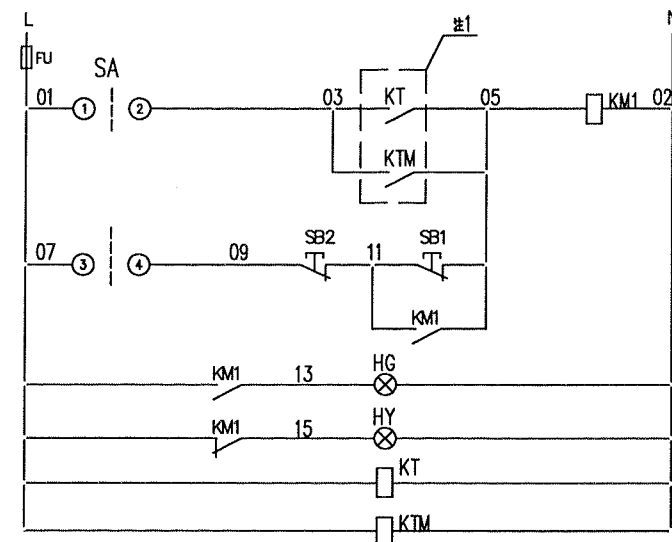 L N
FU
SA
注1
01 ① ② 03 KT 05 KM1 02
KTM
07 ③ ④ 09 SB2 11 SB1
KM1
KM1 13 HG
KM1 15 HY
KT
KTM